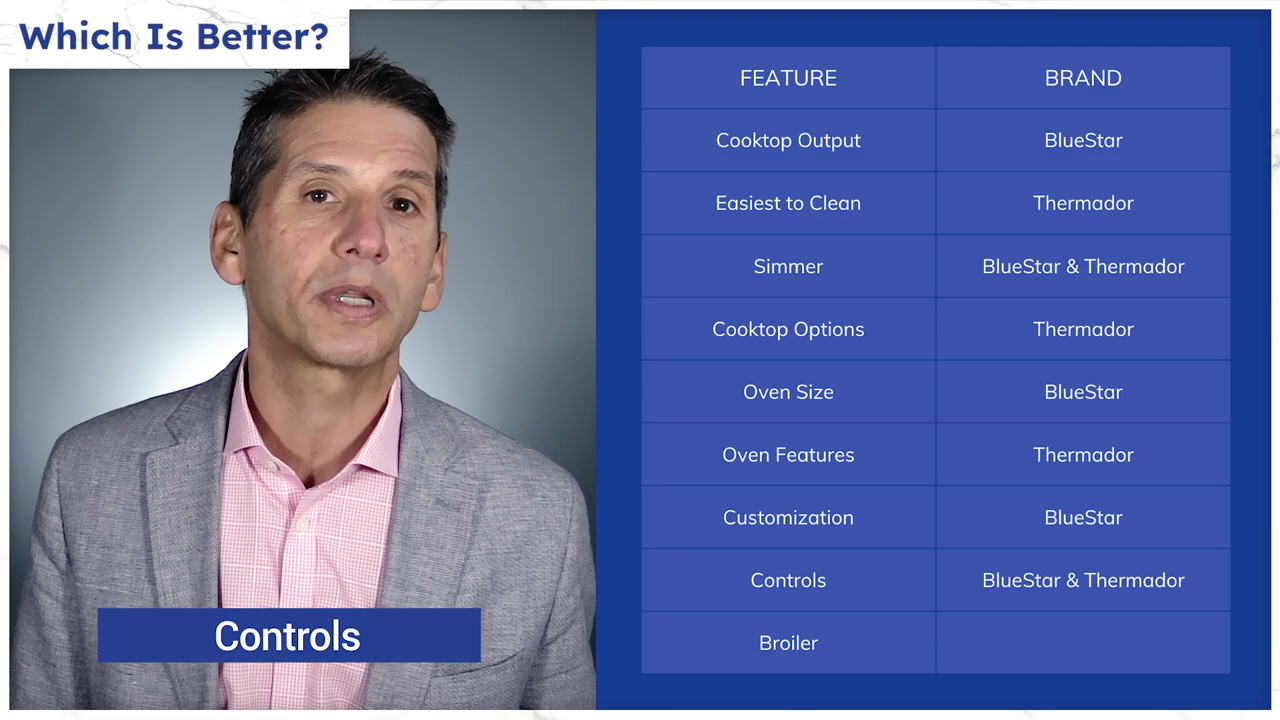 Which Is Better?
FEATURE BRAND
Cooktop Output BlueStar
Easiest to Clean Thermador
Simmer BlueStar & Thermador
Cooktop Options Thermador
Oven Size BlueStar
Oven Features Thermador
Customization BlueStar
Controls BlueStar & Thermador
Broiler
Controls